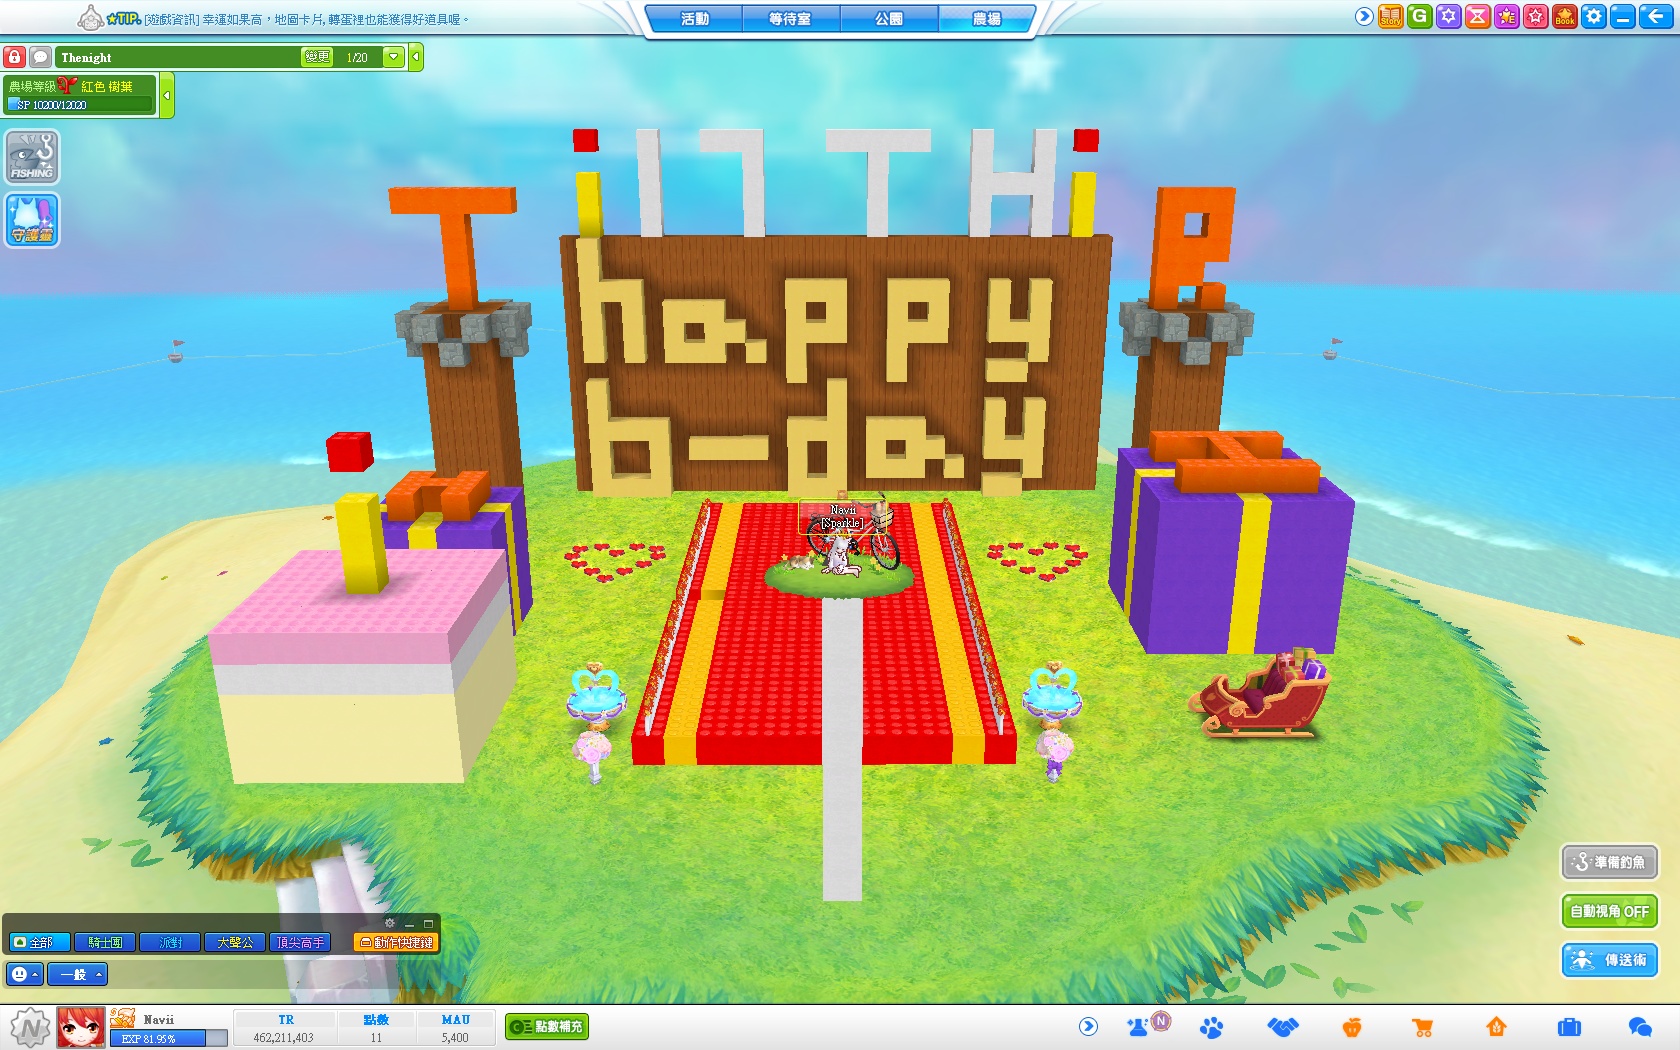 ★TIP. [遊戲資訊] 幸運如果高，地圖卡片, 轉蛋裡也能獲得好道具喔。
活動 等待室 公園 農場
Story G E Book
Thenight 變更 1/20
農場等級 紅色 樹葉
SP 10200/12020
FISHING
守護靈
17TH
T R
happy
b-day
H H
Navii
[Sparkle]
準備釣魚
自動視角 OFF
傳送術
全部 騎士團 派對 大聲公 頂尖高手 動作快捷鍵
一般
N Navii TR 點數 MAU 點數補充 N
EXP 81.95% 462,211,403 11 5,400